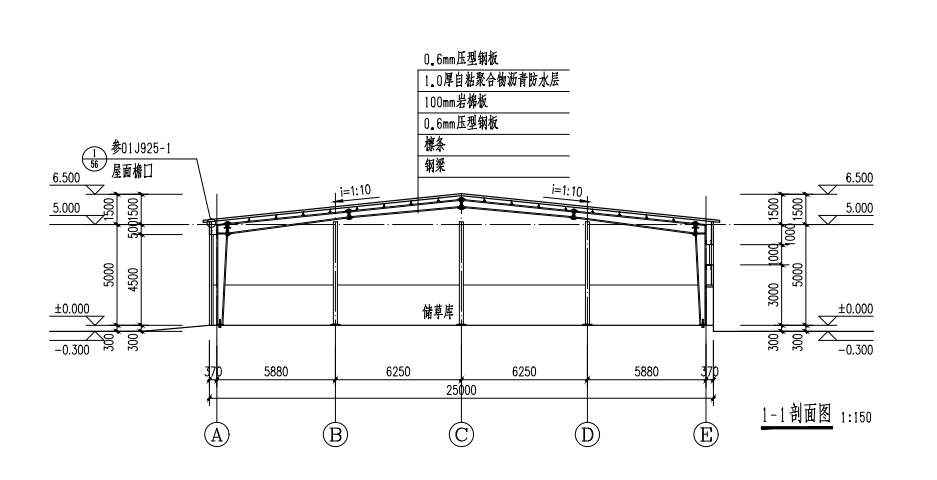 0.6mm压型钢板
1.0厚自粘聚合物沥青防水层
100mm岩棉板
0.6mm压型钢板
檩条
钢梁
1
56
参01J925-1
屋面檐口
6.500
5.000
±0.000
-0.300
1500
5000
300
1500
500
4500
300
i=1:10
i=1:10
储草库
6.500
5.000
±0.000
-0.300
1500
1000
1000
3000
300
1500
5000
300
370
5880
6250
6250
5880
370
25000
A
B
C
D
E
1-1剖面图 1:150